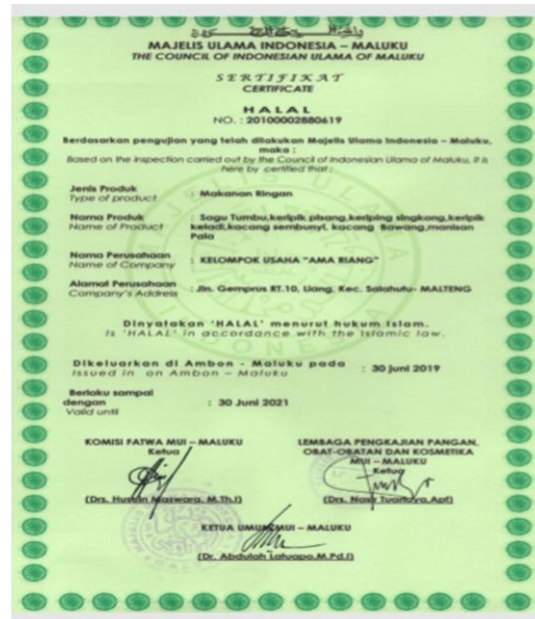 MAJELIS ULAMA INDONESIA – MALUKU
THE COUNCIL OF INDONESIAN ULAMA OF MALUKU
SERTIFIKAT
CERTIFICATE
HALAL
NO. : 20100002880619
Berdasarkan pengujian yang telah dilakukan Majelis Ulama Indonesia – Maluku,
maka :
Based on the inspection carried out by the Council of Indonesian Ulama of Maluku, it is
here by certified that :
Jenis Produk
Type of product : Makanan Ringan
Nama Produk : Sagu Tumbu,keripik pisang,keriping singkong,keripik
Name of Product keladi,kacang sembunyi, kacang Bawang,manisan
Pala
Nama Perusahaan
Name of Company : KELOMPOK USAHA "AMA RIANG"
Alamat Perusahaan
Company's Address : Jln. Gemprus RT.10, Liang, Kec. Salahutu- MALTENG
Dinyatakan 'HALAL' menurut hukum Islam.
Is 'HALAL' in accordance with the Islamic law.
Dikeluarkan di Ambon - Maluku pada : 30 juni 2019
Issued in on Ambon – Maluku
Berlaku sampai
dengan : 30 Juni 2021
Valid until
KOMISI FATWA MUI – MALUKU
Ketua
(Drs. Husein Maswara, M.Th.I)
LEMBAGA PENGKAJIAN PANGAN,
OBAT-OBATAN DAN KOSMETIKA
MUI – MALUKU
Ketua
(Drs. Nasir Apt)
KETUA UMUM MUI – MALUKU
(Dr. Abdulah Latuapo.M.Pd.I)